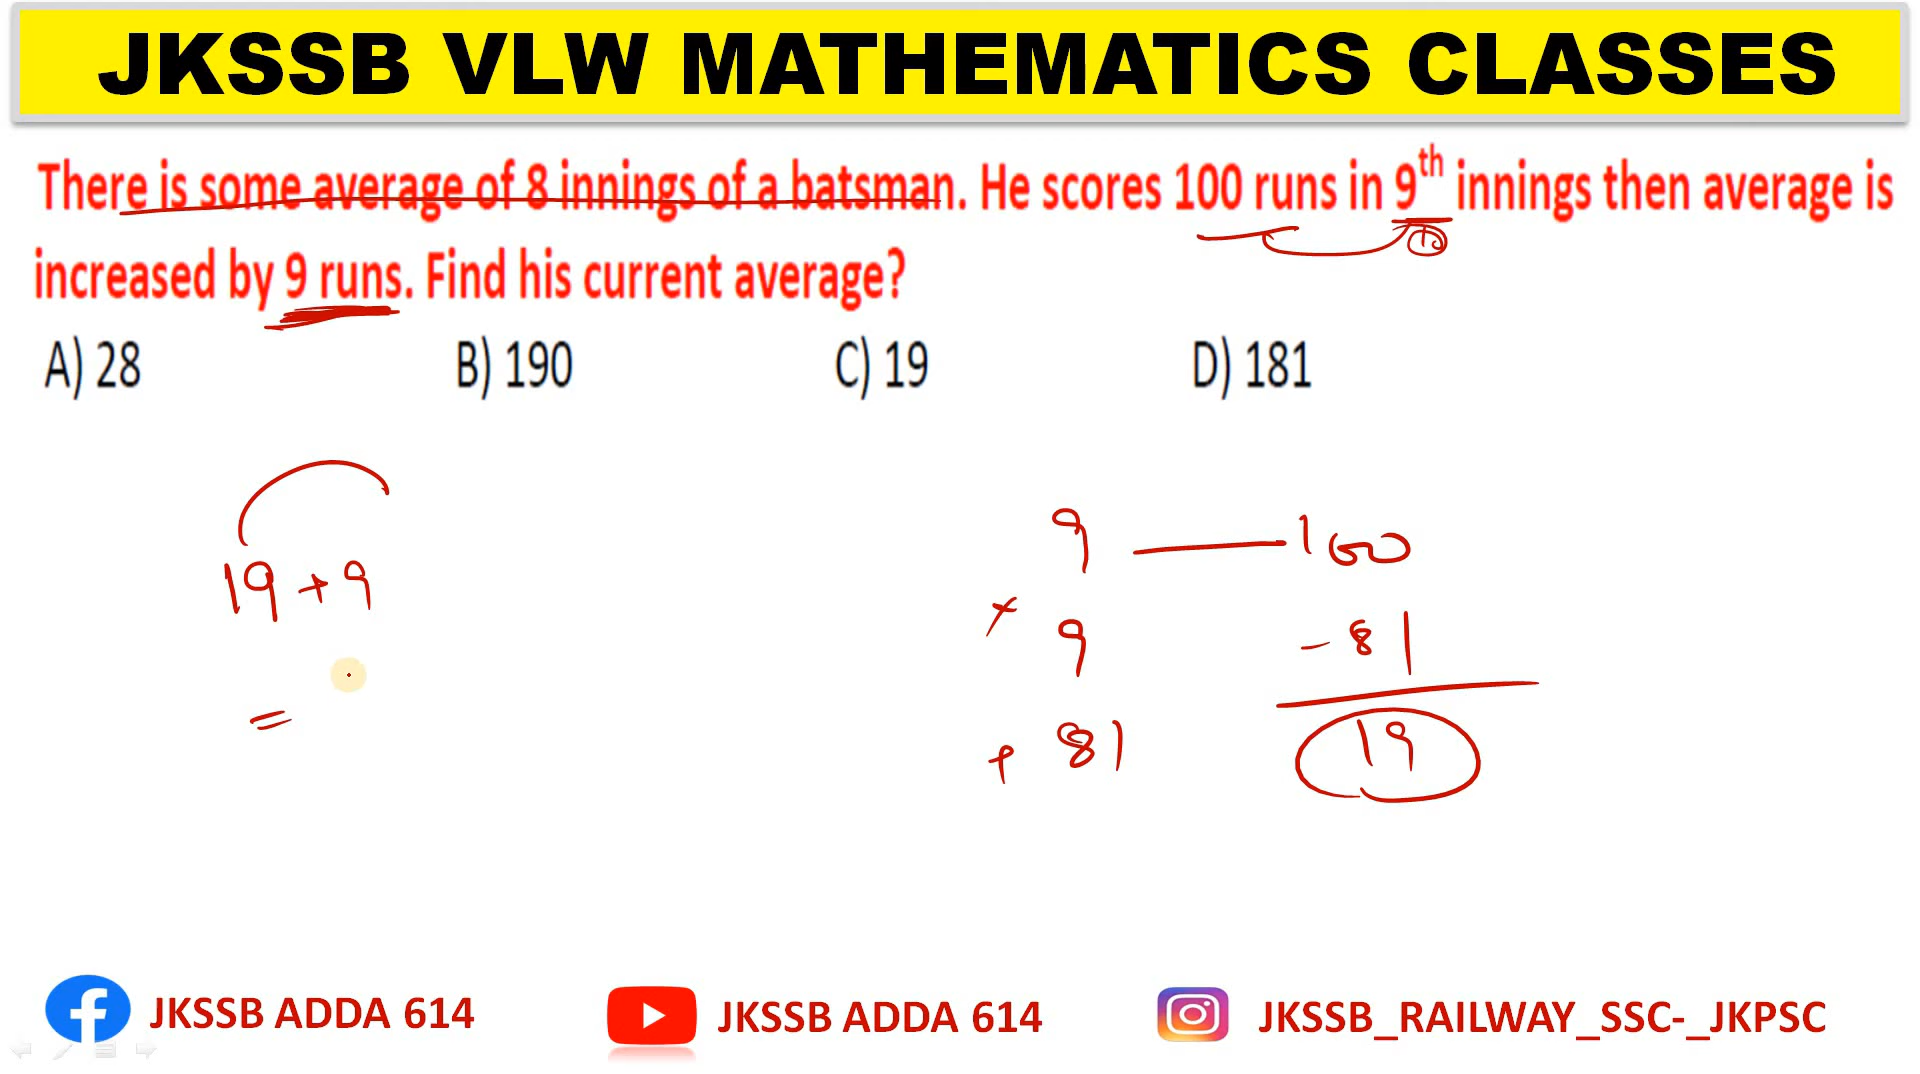 JKSSB VLW MATHEMATICS CLASSES
There is some average of 8 innings of a batsman. He scores 100 runs in 9th innings then average is
increased by 9 runs. Find his current average?
A) 28 B) 190 C) 19 D) 181
19 + 9
=
9 — 100
× 9 - 81
+ 81 19
JKSSB ADDA 614 JKSSB ADDA 614 JKSSB_RAILWAY_SSC-_JKPSC